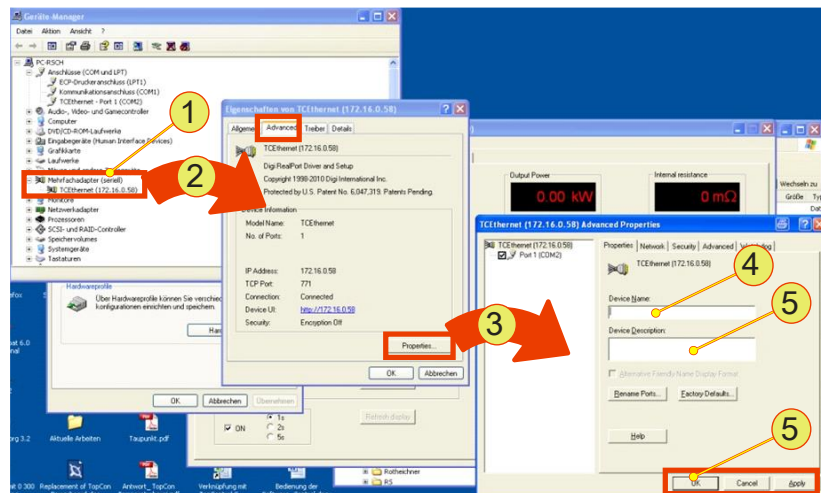 Geräte-Manager
Datei Aktion Ansicht ?
PC-RSCH
Anschlüsse (COM und LPT)
ECP-Druckeranschluss (LPT1)
Kommunikationsanschluss (COM1)
TCEthernet - Port 1 (COM2)
Audio-, Video- und Gamecontroller
Computer
DVD/CD-ROM-Laufwerke
Eingabegeräte (Human Interface Devices)
Grafikkarte
Laufwerke
Mehrfachadapter (seriell)
TCEthernet (172.16.0.58)
Monitore
Netzwerkadapter
Prozessoren
SCSI- und RAID-Controller
Speichervolumes
Systemgeräte
Tastaturen
1
2
Eigenschaften von TCEthernet (172.16.0.58)
Advanced Treiber Details
TCEthernet (172.16.0.58)
Digi RealPort Driver and Setup
Copyright 1998-2010 Digi International Inc.
Protected by U.S. Patent No. 6,047,319. Patents Pending.
Device Information
Model Name: TCEthernet
No. of Ports: 1
IP Address: 172.16.0.58
TCP Port: 771
Connection: Connected
Device UI: http://172.16.0.58
Security: Encryption Off
Properties...
OK Abbrechen
3
Output Power
0.00 kW
Internal resistance
0 mΩ
Wechseln zu
Größe
TCEthernet (172.16.0.58) Advanced Properties
TCEthernet (172.16.0.58)
Port 1 (COM2)
Properties Network Security Advanced
TCEthernet (172.16.0.58)
4
Device Name:
5
Device Description:
Alternative Friendly Name Display Format
Rename Ports... Factory Defaults...
Help
5
OK Cancel Apply
Hardwareprofile
Über Hardwareprofile können Sie
konfigurationen einrichten und speichern.
OK Abbrechen Übernehmen
ON
1s
2s
5s
Refresh display
Rotheichner
RS
Aktuelle Arbeiten
Taupunkt.pdf
Replacement of TopCon
Antwort_TopCon
Verknüpfung mit
Bedienung der